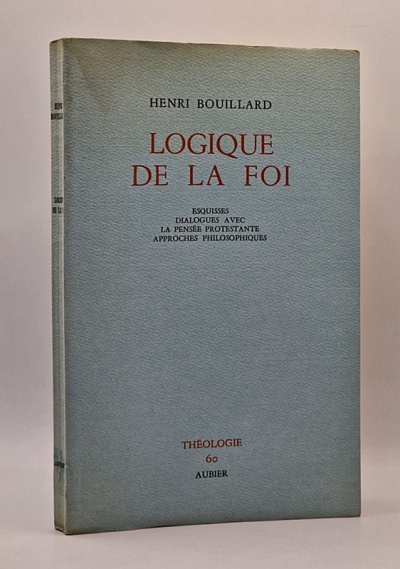 HENRI BOUILLARD
LOGIQUE
DE LA FOI
ESQUISSES
DIALOGUES AVEC
LA PENSÉE PROTESTANTE
APPROCHES PHILOSOPHIQUES
THÉOLOGIE
60
AUBIER